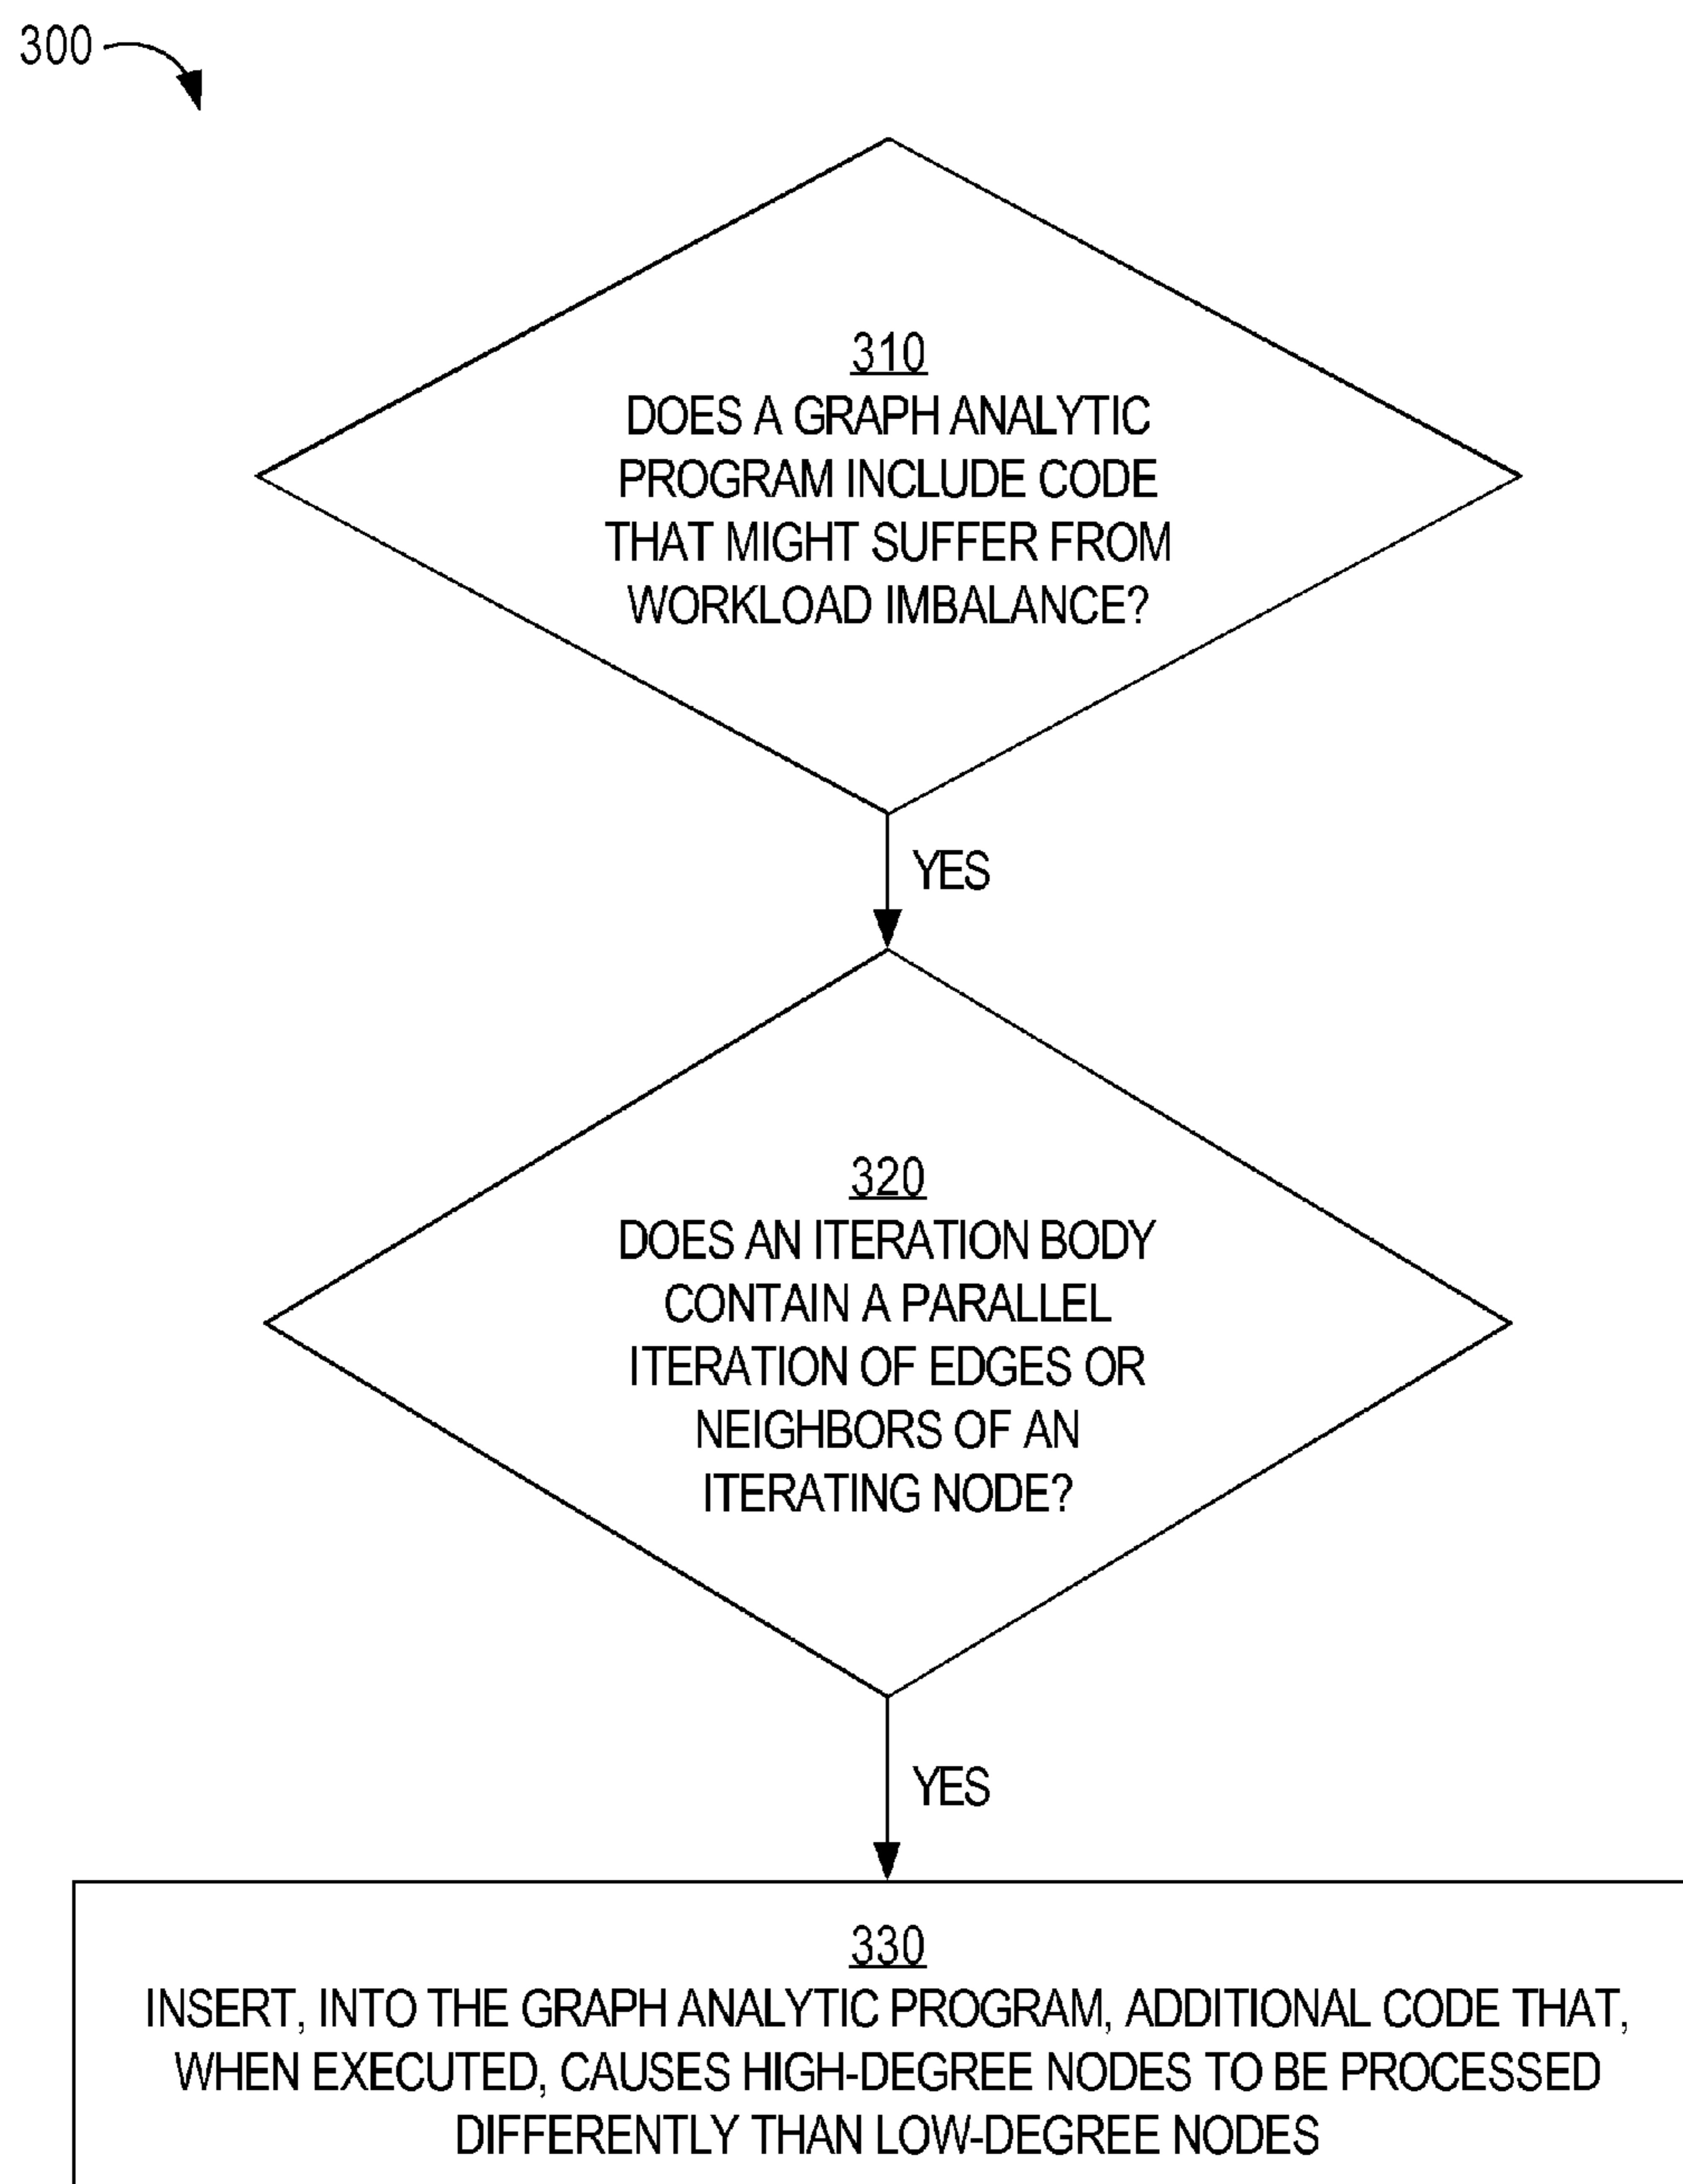 300
310
DOES A GRAPH ANALYTIC
PROGRAM INCLUDE CODE
THAT MIGHT SUFFER FROM
WORKLOAD IMBALANCE?
YES
320
DOES AN ITERATION BODY
CONTAIN A PARALLEL
ITERATION OF EDGES OR
NEIGHBORS OF AN
ITERATING NODE?
YES
330
INSERT, INTO THE GRAPH ANALYTIC PROGRAM, ADDITIONAL CODE THAT,
WHEN EXECUTED, CAUSES HIGH-DEGREE NODES TO BE PROCESSED
DIFFERENTLY THAN LOW-DEGREE NODES